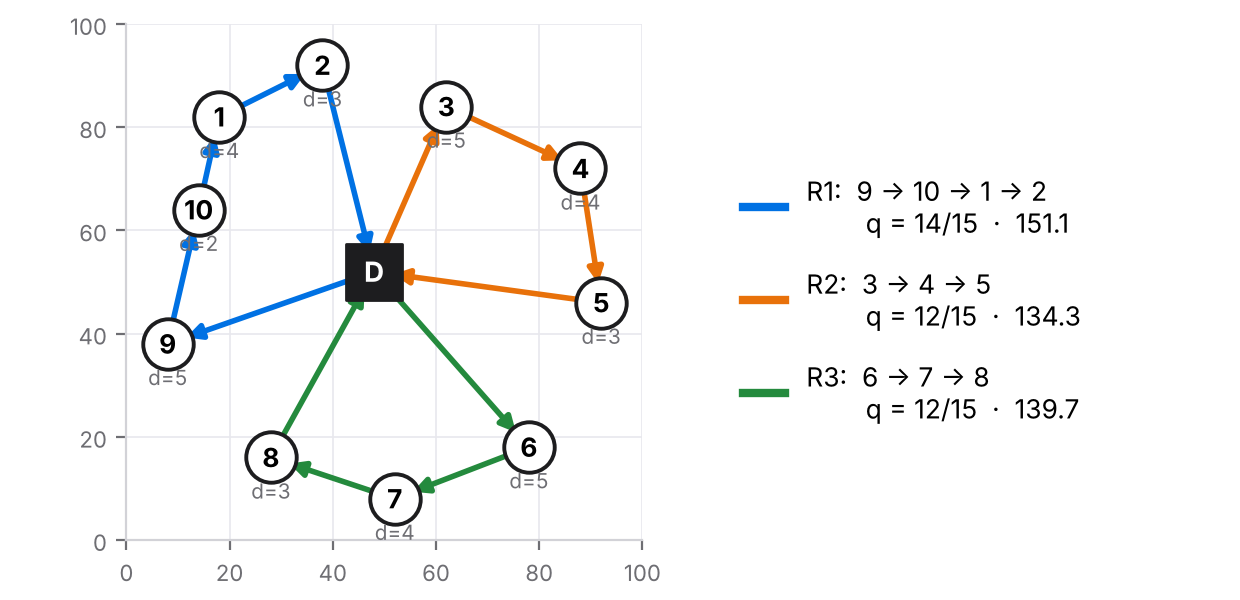 100
80
60
40
20
0
0 20 40 60 80 100
2
d=3
1
d=4
3
d=5
4
d=4
10
d=2
D
5
d=3
9
d=5
8
d=3
6
d=5
7
d=4
R1: 9 → 10 → 1 → 2
q = 14/15 · 151.1
R2: 3 → 4 → 5
q = 12/15 · 134.3
R3: 6 → 7 → 8
q = 12/15 · 139.7